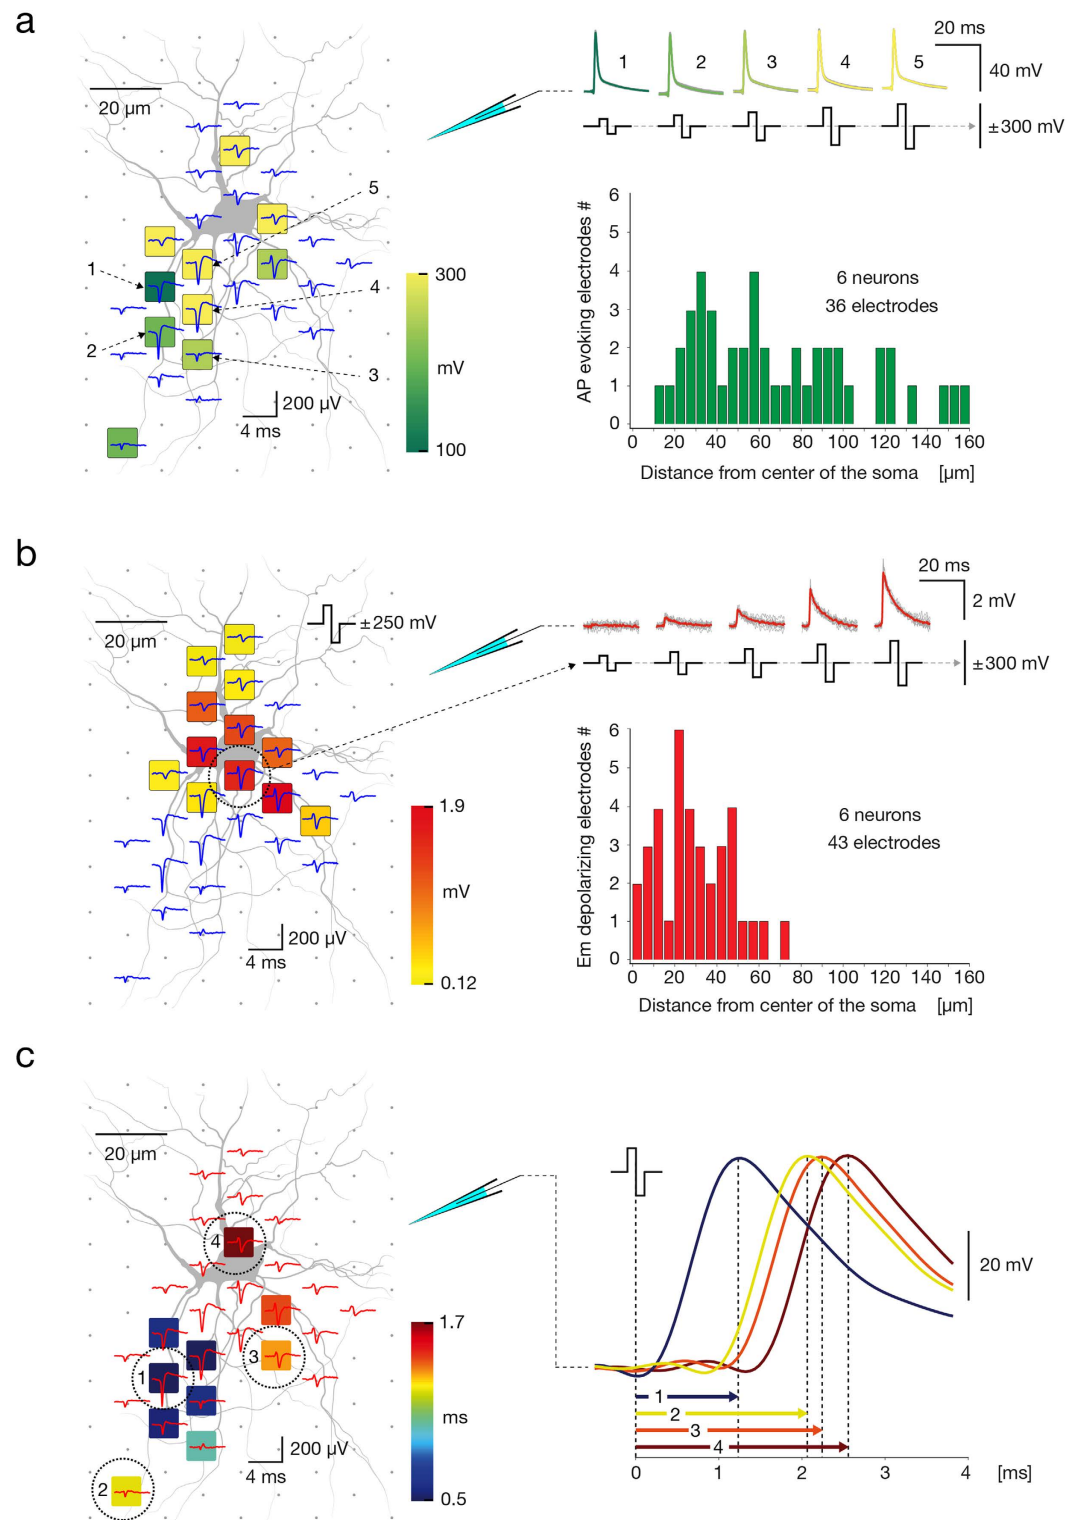 a
20 µm
1
2
5
4
3
200 µV
4 ms
300
mV
100
1
2
3
4
5
20 ms
40 mV
±300 mV
AP evoking electrodes #
6
5
4
3
2
1
0
6 neurons
36 electrodes
0 20 40 60 80 100 120 140 160
Distance from center of the soma [µm]
b
20 µm
±250 mV
200 µV
4 ms
1.9
mV
0.12
20 ms
2 mV
±300 mV
Em depolarizing electrodes #
6
5
4
3
2
1
0
6 neurons
43 electrodes
0 20 40 60 80 100 120 140 160
Distance from center of the soma [µm]
c
20 µm
4
3
1
2
200 µV
4 ms
1.7
ms
0.5
20 mV
1
2
3
4
0 1 2 3 4 [ms]